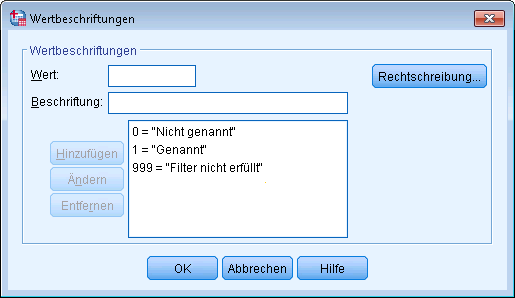 Wertbeschriftungen
Wertbeschriftungen
Wert:
Rechtschreibung...
Beschriftung:
Hinzufügen
Ändern
Entfernen
0 = "Nicht genannt"
1 = "Genannt"
999 = "Filter nicht erfüllt"
OK
Abbrechen
Hilfe